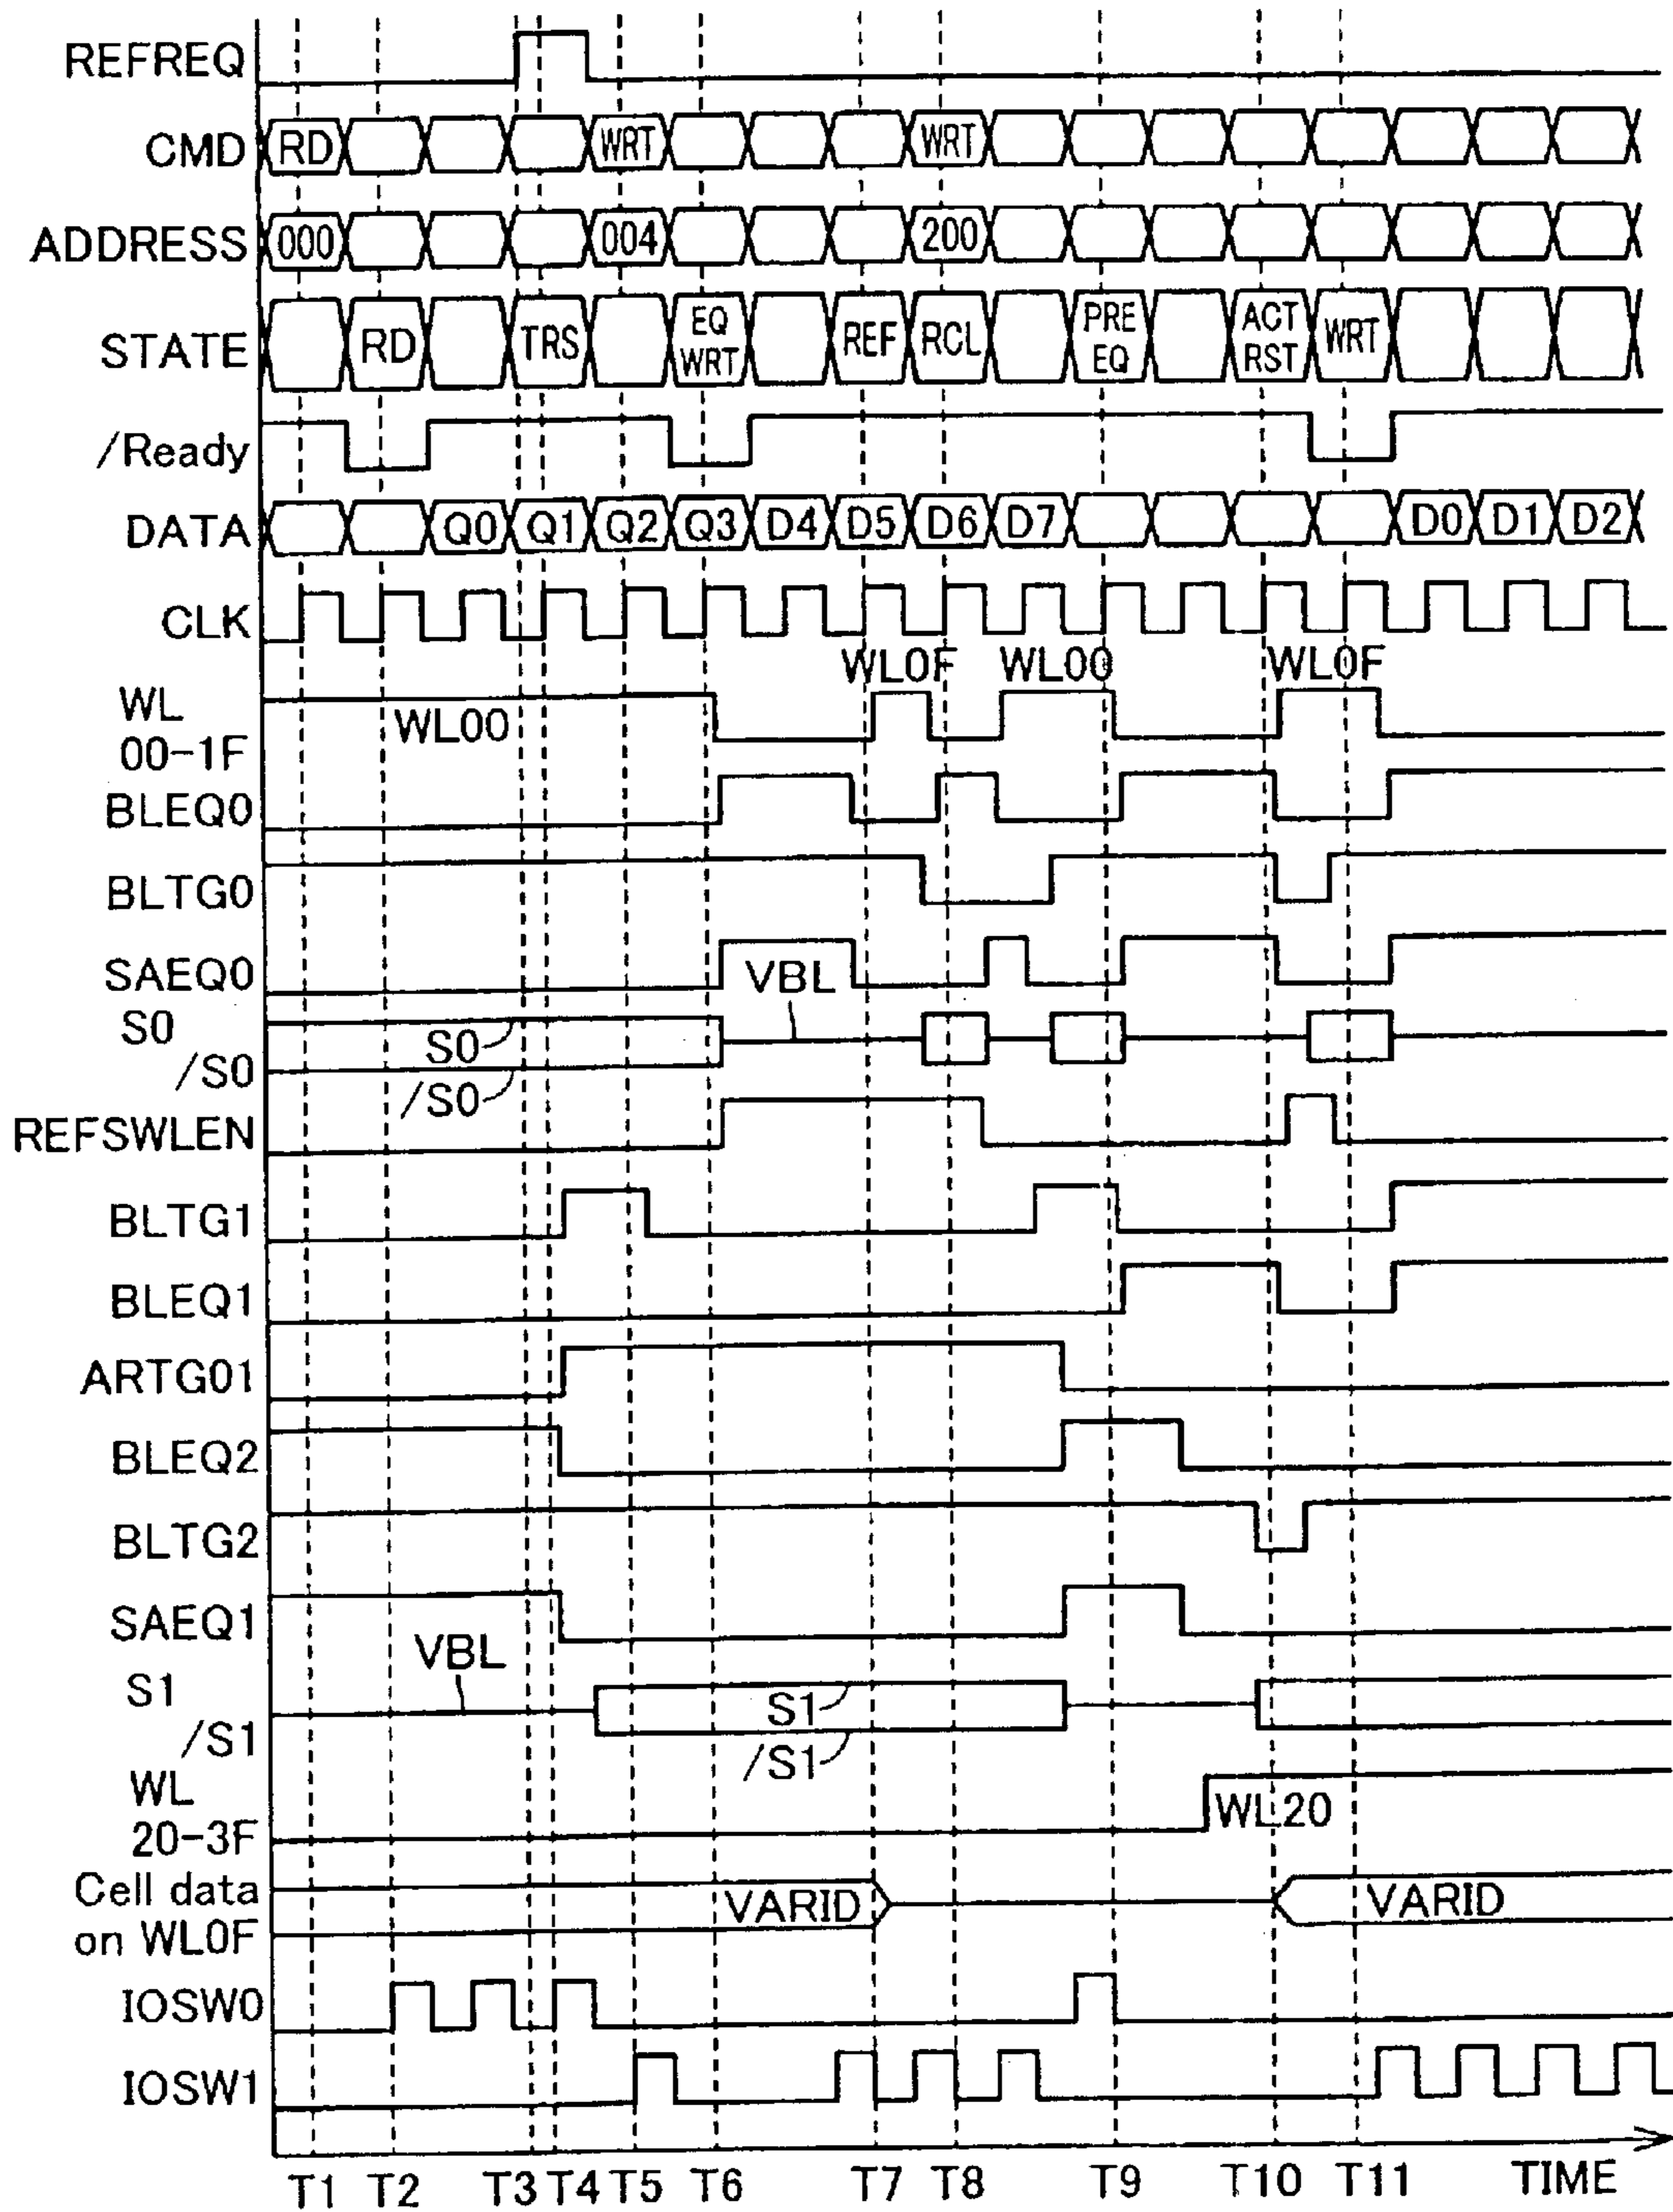 REFREQ
CMD RD WRT WRT
ADDRESS 000 004 200
STATE RD TRS EQ WRT REF RCL PRE EQ ACT RST WRT
/Ready
DATA Q0 Q1 Q2 Q3 D4 D5 D6 D7 D0 D1 D2
CLK
WL0F WL00 WL0F
WL 00-1F WL00
BLEQ0
BLTG0
SAEQ0 VBL
S0 /S0 S0 /S0
REFSWLEN
BLTG1
BLEQ1
ARTG01
BLEQ2
BLTG2
SAEQ1
VBL
S1 /S1 S1 /S1
WL 20-3F WL20
Cell data on WL0F VARID VARID
IOSW0
IOSW1
T1 T2 T3 T4 T5 T6 T7 T8 T9 T10 T11 TIME